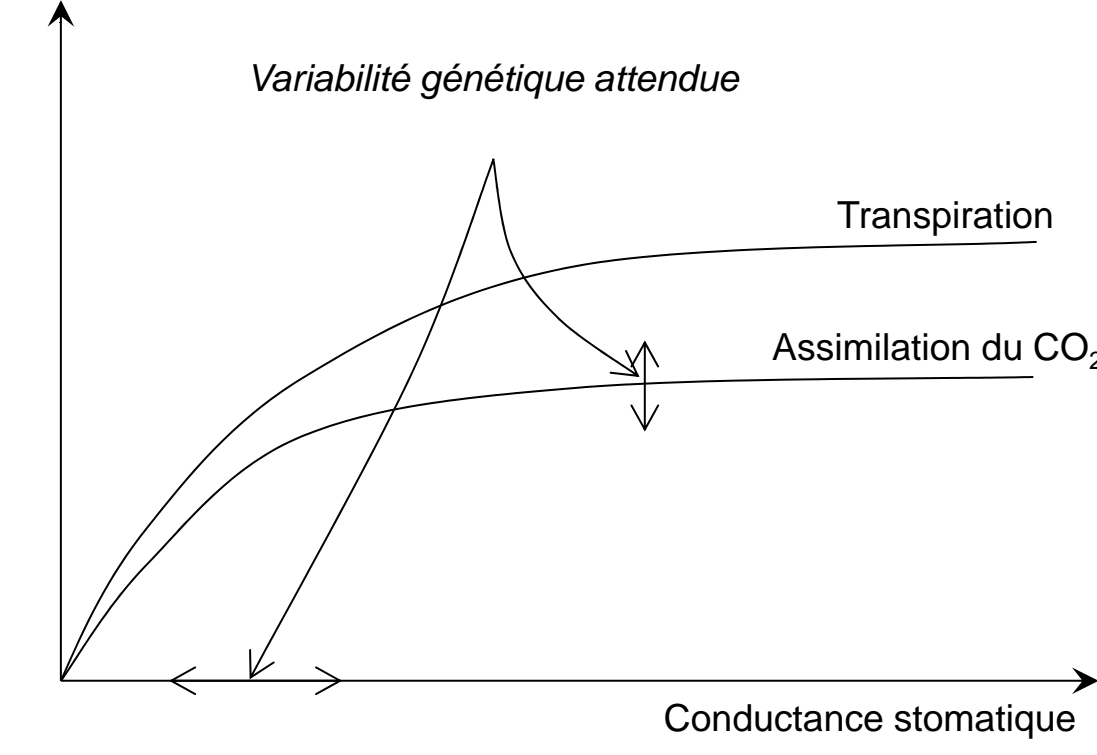 Variabilité génétique attendue
Transpiration
Assimilation du CO₂
Conductance stomatique